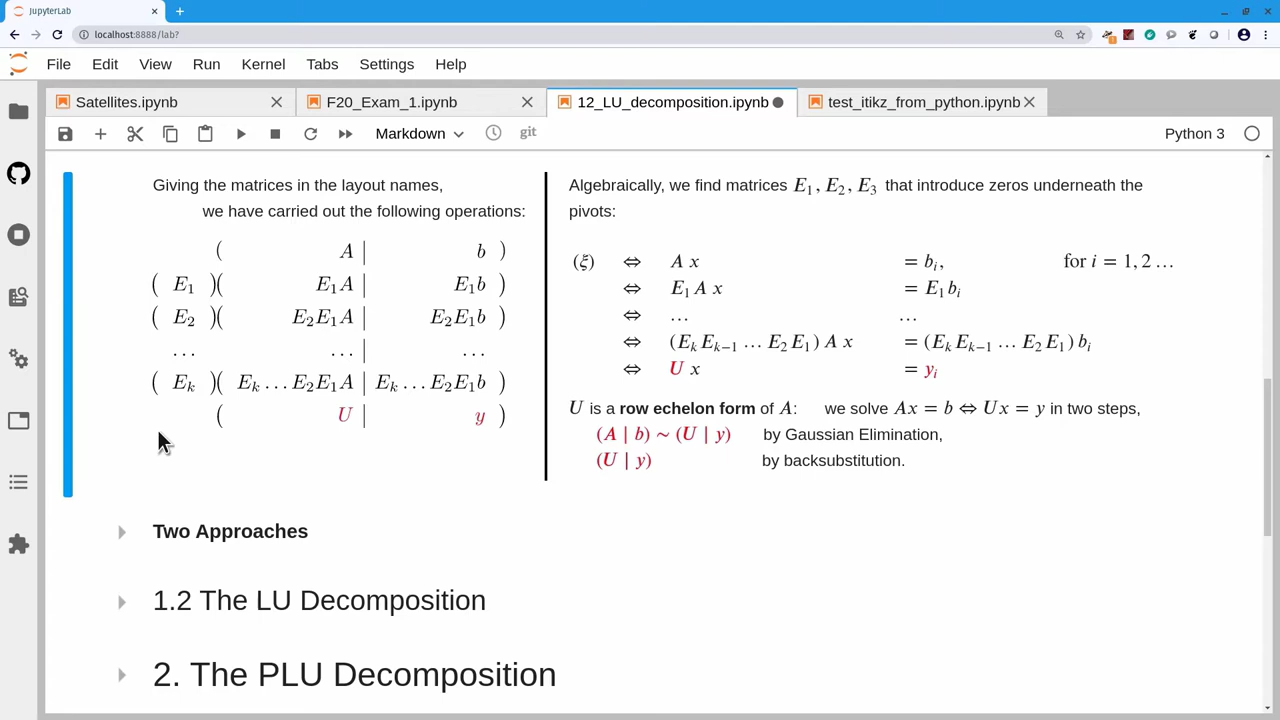 JupyterLab
localhost:8888/lab?
File Edit View Run Kernel Tabs Settings Help
Satellites.ipynb F20_Exam_1.ipynb 12_LU_decomposition.ipynb test_itikz_from_python.ipynb
Markdown git Python 3
Giving the matrices in the layout names,
we have carried out the following operations:
( A | b )
( E₁ )( E₁A | E₁b )
( E₂ )( E₂E₁A | E₂E₁b )
... ... | ...
( Eₖ )( Eₖ...E₂E₁A | Eₖ...E₂E₁b )
( U | y )
Algebraically, we find matrices E₁, E₂, E₃ that introduce zeros underneath the
pivots:
(ξ) ⇔ A x = bᵢ, for i = 1, 2 ...
⇔ E₁ A x = E₁ bᵢ
⇔ ... ...
⇔ (Eₖ Eₖ₋₁ ... E₂ E₁) A x = (Eₖ Eₖ₋₁ ... E₂ E₁) bᵢ
⇔ U x = yᵢ
U is a row echelon form of A: we solve Ax = b ⇔ Ux = y in two steps,
(A | b) ∼ (U | y) by Gaussian Elimination,
(U | y) by backsubstitution.
Two Approaches
1.2 The LU Decomposition
2. The PLU Decomposition